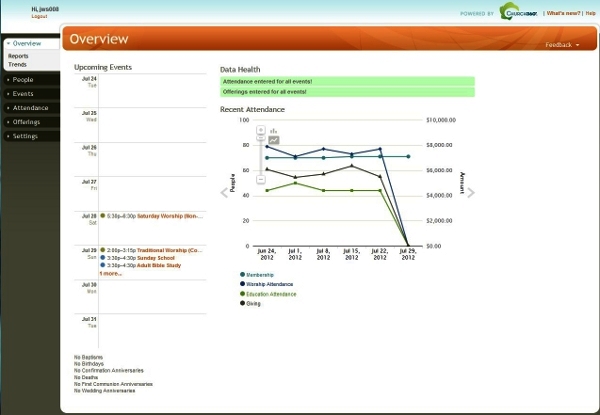 Hi, jws008
Logout
POWERED BY CHURCH360° | What's new? | Help
Overview
Reports
Trends
People
Events
Attendance
Offerings
Settings
Overview
Feedback
Upcoming Events
Jul 24
Tue
Jul 25
Wed
Jul 26
Thu
Jul 27
Fri
Jul 28
Sat
5:30p–6:30p Saturday Worship (Non-...
Jul 29
Sun
2:00p–3:15p Traditional Worship (Co...
3:30p–4:30p Sunday School
3:30p–4:30p Adult Bible Study
1 more...
Jul 30
Mon
Jul 31
Tue
No Baptisms
No Birthdays
No Confirmation Anniversaries
No Deaths
No First Communion Anniversaries
No Wedding Anniversaries
Data Health
Attendance entered for all events!
Offerings entered for all events!
Recent Attendance
100
80
60
40
20
0
People
$10,000.00
$8,000.00
$6,000.00
$4,000.00
$2,000.00
$0.00
Amount
Jun 24, 2012
Jul 1, 2012
Jul 8, 2012
Jul 15, 2012
Jul 22, 2012
Jul 29, 2012
Membership
Worship Attendance
Education Attendance
Giving